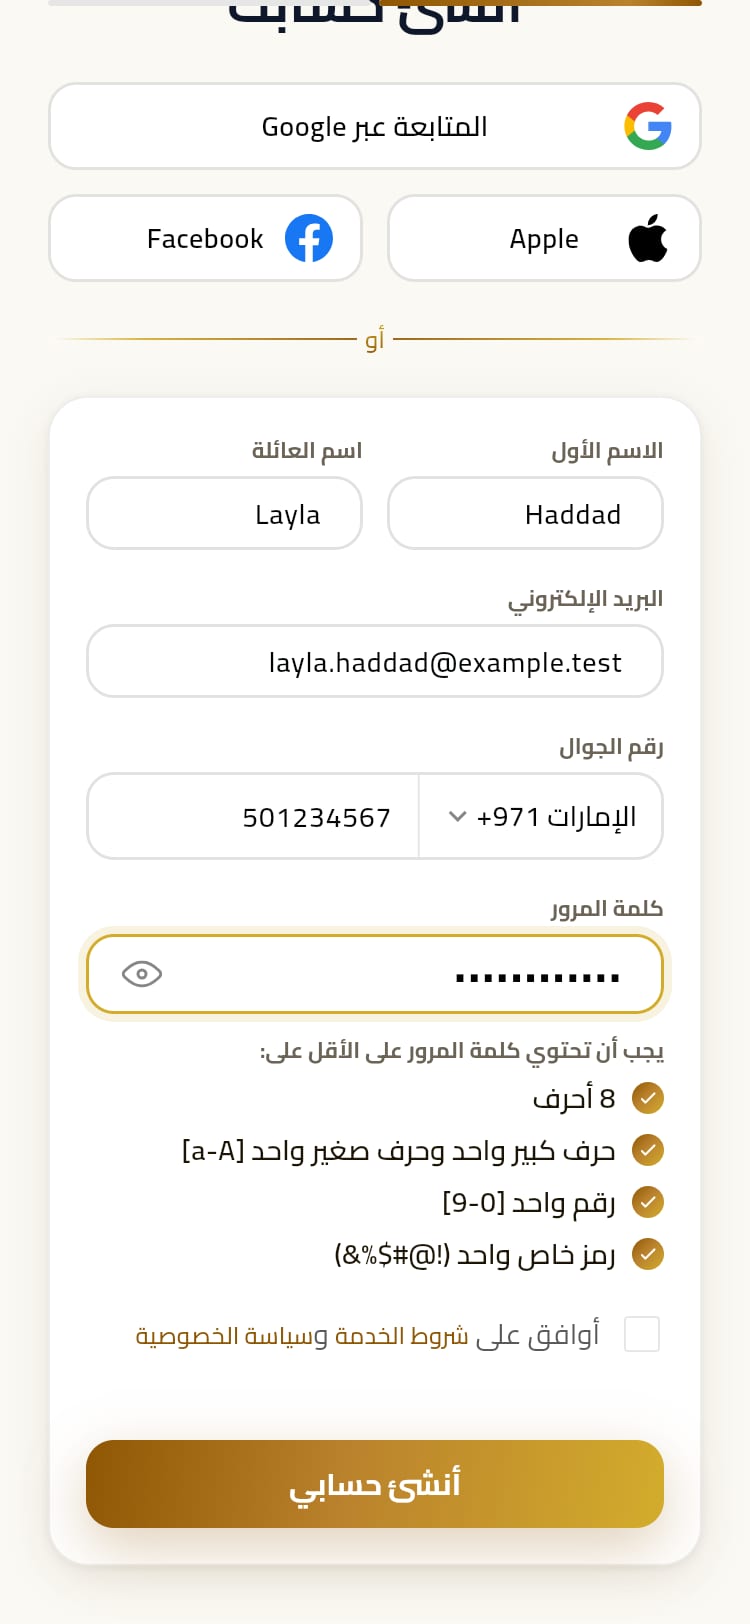 أنشئ حسابك
المتابعة عبر Google
Apple
Facebook
أو
الاسم الأول
اسم العائلة
Haddad
Layla
البريد الإلكتروني
layla.haddad@example.test
رقم الجوال
الإمارات 971+
501234567
كلمة المرور
يجب أن تحتوي كلمة المرور على الأقل على:
8 أحرف
حرف كبير واحد وحرف صغير واحد [a-A]
رقم واحد [0-9]
رمز خاص واحد (!@#$%&)
أوافق على شروط الخدمة وسياسة الخصوصية
أنشئ حسابي